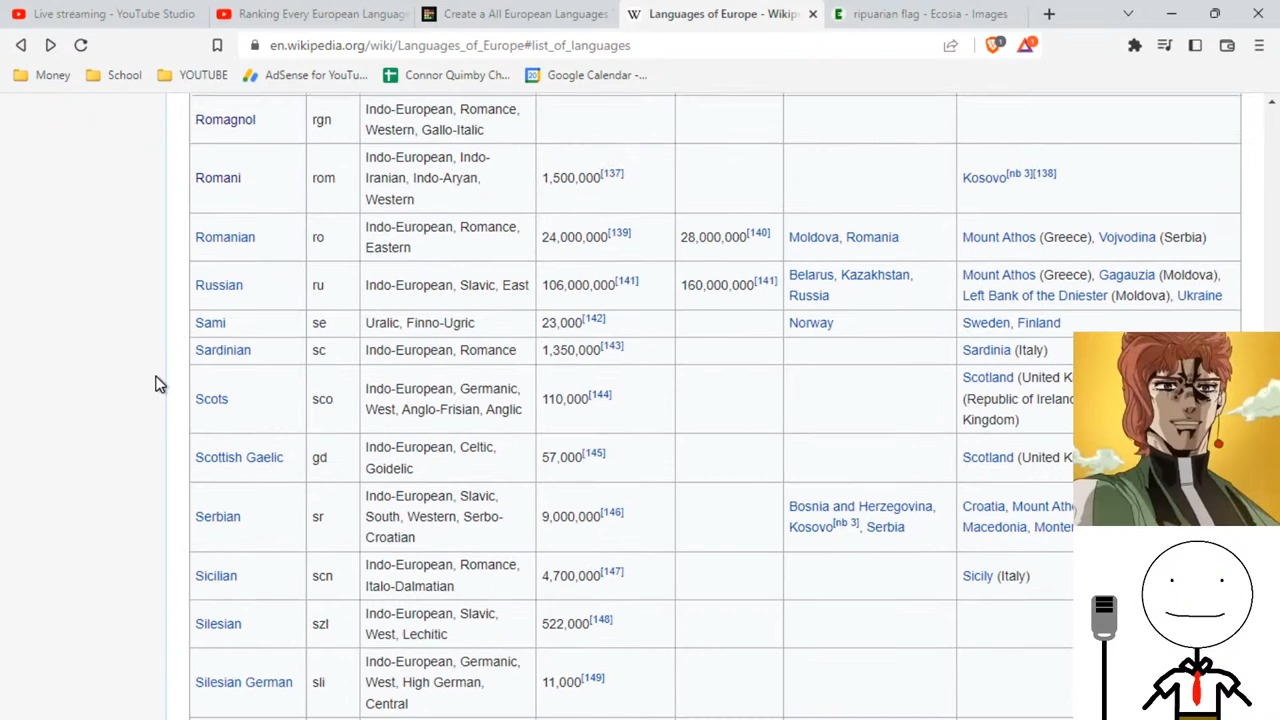 Live streaming - YouTube Studio
Ranking Every European Languag
Create a All European Languages
Languages of Europe - Wikip
ripuarian flag - Ecosia - Images
en.wikipedia.org/wiki/Languages_of_Europe#list_of_languages
1
1
Money
School
YOUTUBE
AdSense for YouTu...
Connor Quimby Ch...
20
Google Calendar -...
Romagnol
rgn
Indo-European, Romance,
Western, Gallo-Italic
Romani
rom
Indo-European, Indo-
Iranian, Indo-Aryan,
Western
1,500,000[137]
Kosovo[nb 3][138]
Romanian
ro
Indo-European, Romance,
Eastern
24,000,000[139]
28,000,000[140]
Moldova, Romania
Mount Athos (Greece), Vojvodina (Serbia)
Russian
ru
Indo-European, Slavic, East
106,000,000[141]
160,000,000[141]
Belarus, Kazakhstan,
Russia
Mount Athos (Greece), Gagauzia (Moldova),
Left Bank of the Dniester (Moldova), Ukraine
Sami
se
Uralic, Finno-Ugric
23,000[142]
Norway
Sweden, Finland
Sardinian
sc
Indo-European, Romance
1,350,000[143]
Sardinia (Italy)
Scots
sco
Indo-European, Germanic,
West, Anglo-Frisian, Anglic
110,000[144]
Scotland (United K
(Republic of Ireland
Kingdom)
Scottish Gaelic
gd
Indo-European, Celtic,
Goidelic
57,000[145]
Scotland (United K
Serbian
sr
Indo-European, Slavic,
South, Western, Serbo-
Croatian
9,000,000[146]
Bosnia and Herzegovina,
Kosovo[nb 3], Serbia
Croatia, Mount Ath
Macedonia, Monten
Sicilian
scn
Indo-European, Romance,
Italo-Dalmatian
4,700,000[147]
Sicily (Italy)
Silesian
szl
Indo-European, Slavic,
West, Lechitic
522,000[148]
Silesian German
sli
Indo-European, Germanic,
West, High German,
Central
11,000[149]